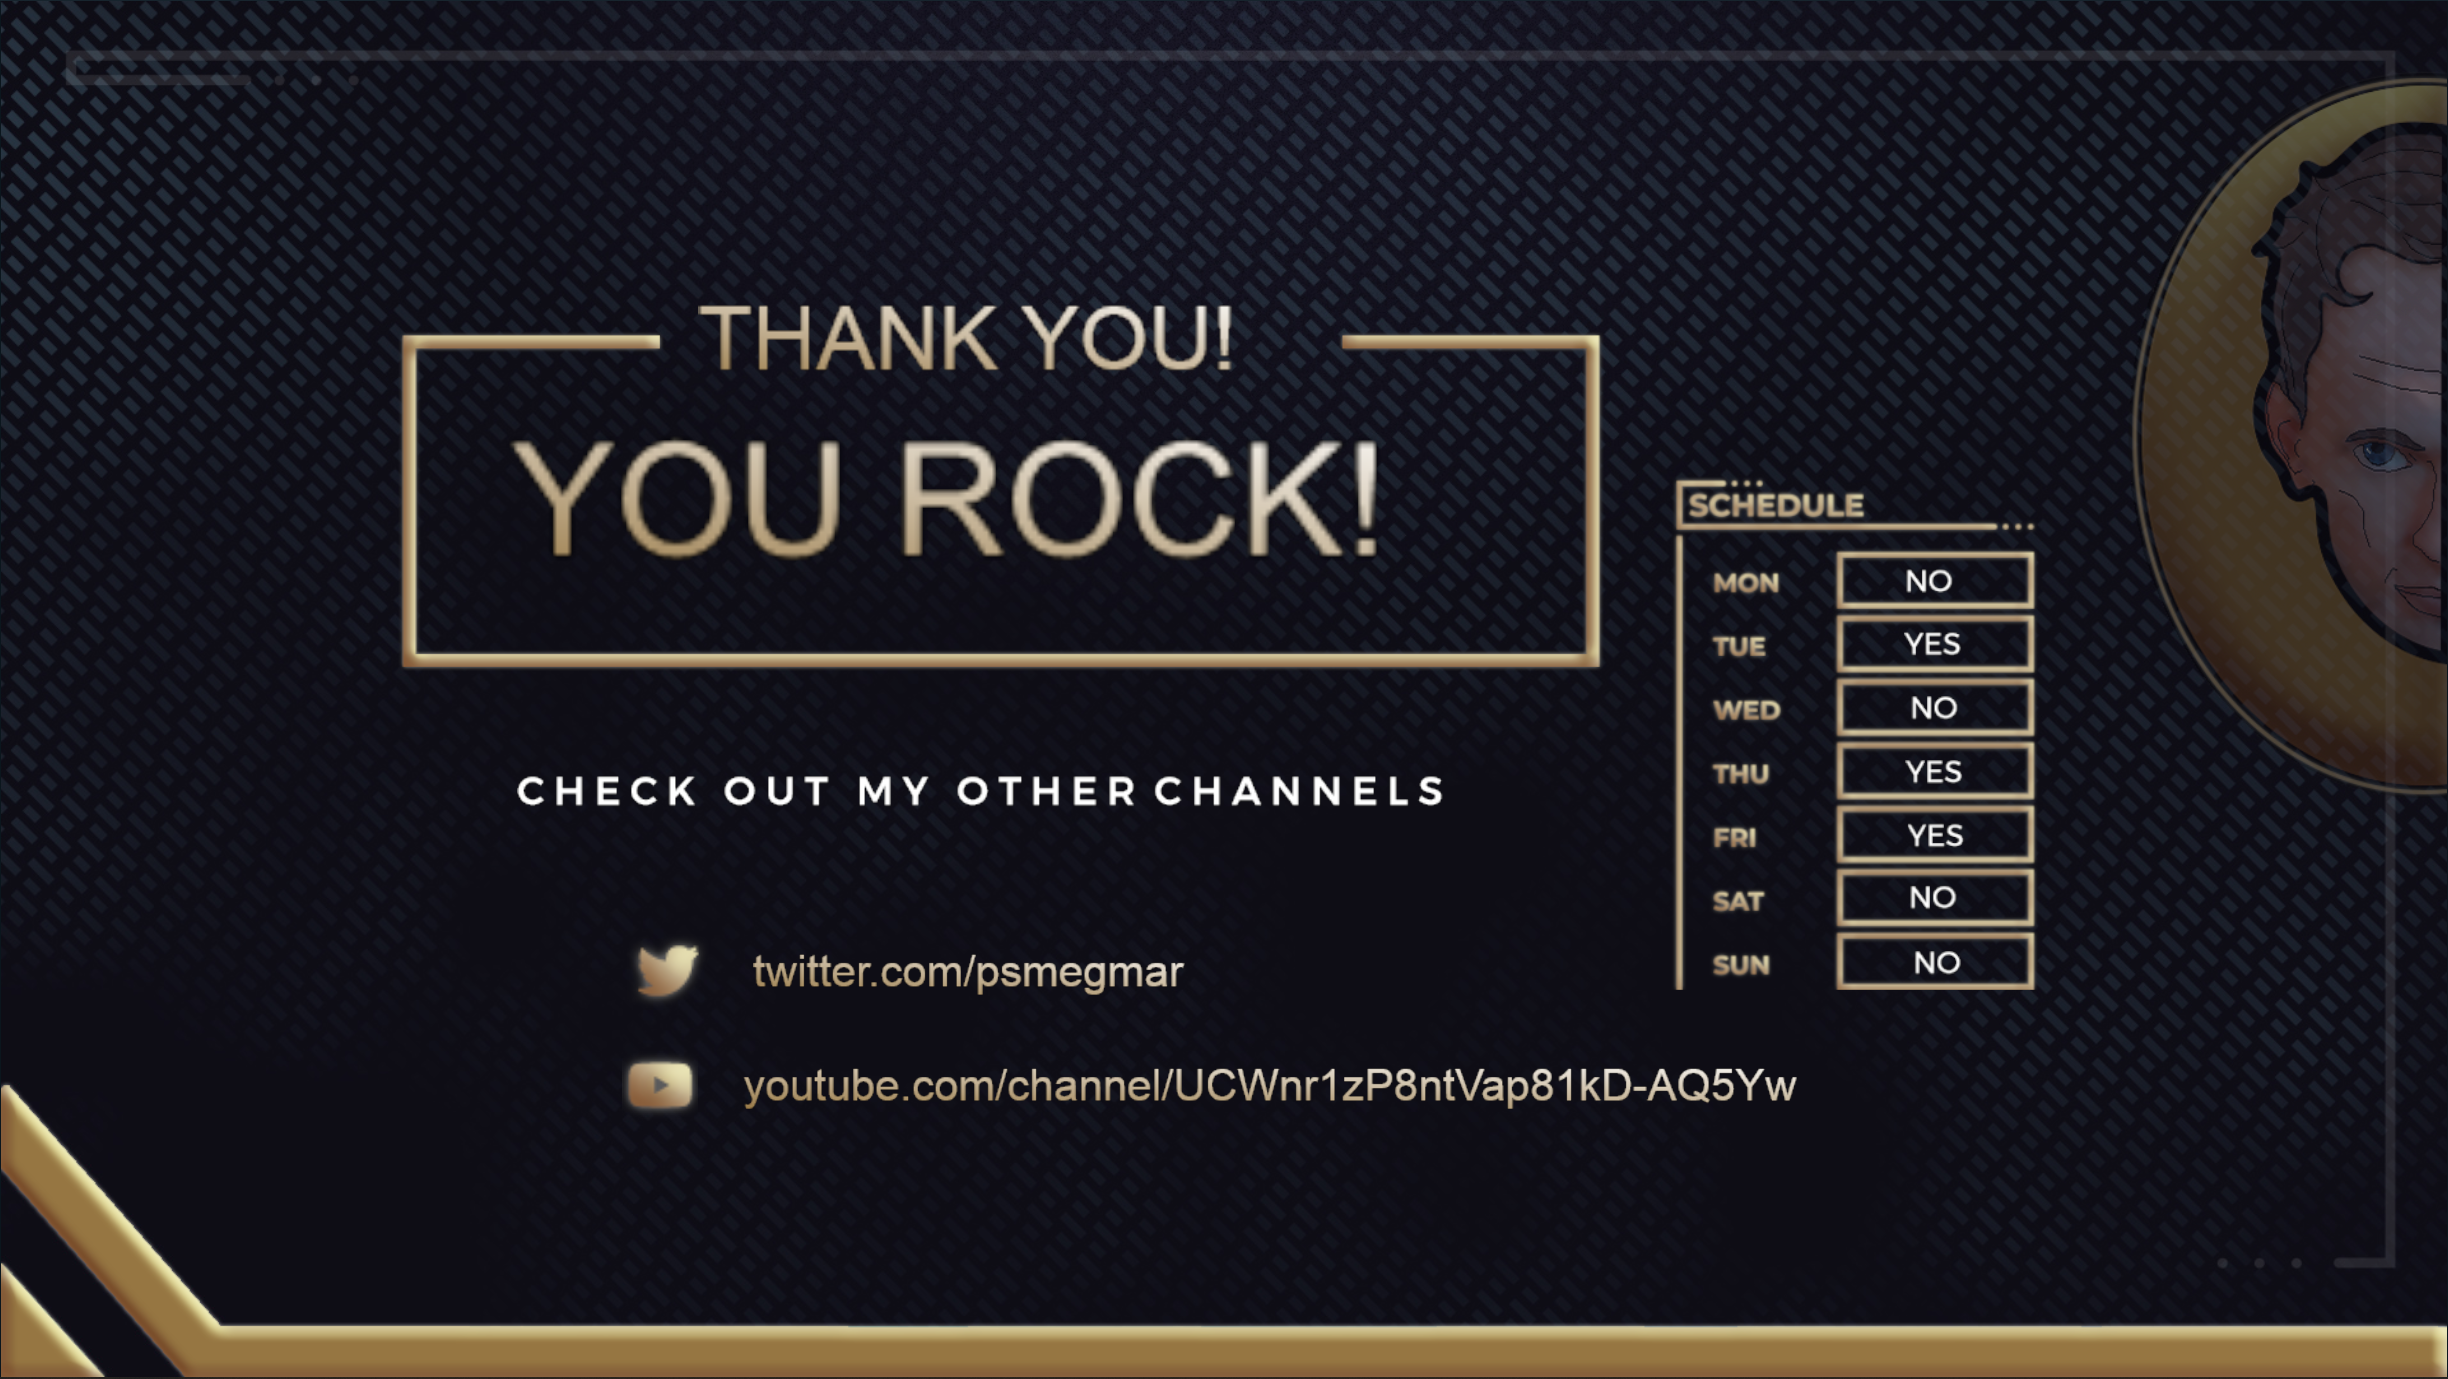 THANK YOU!
YOU ROCK!
CHECK OUT MY OTHER CHANNELS
twitter.com/psmegmar
youtube.com/channel/UCWnr1zP8ntVap81kD-AQ5Yw
SCHEDULE
MON NO
TUE YES
WED NO
THU YES
FRI YES
SAT NO
SUN NO